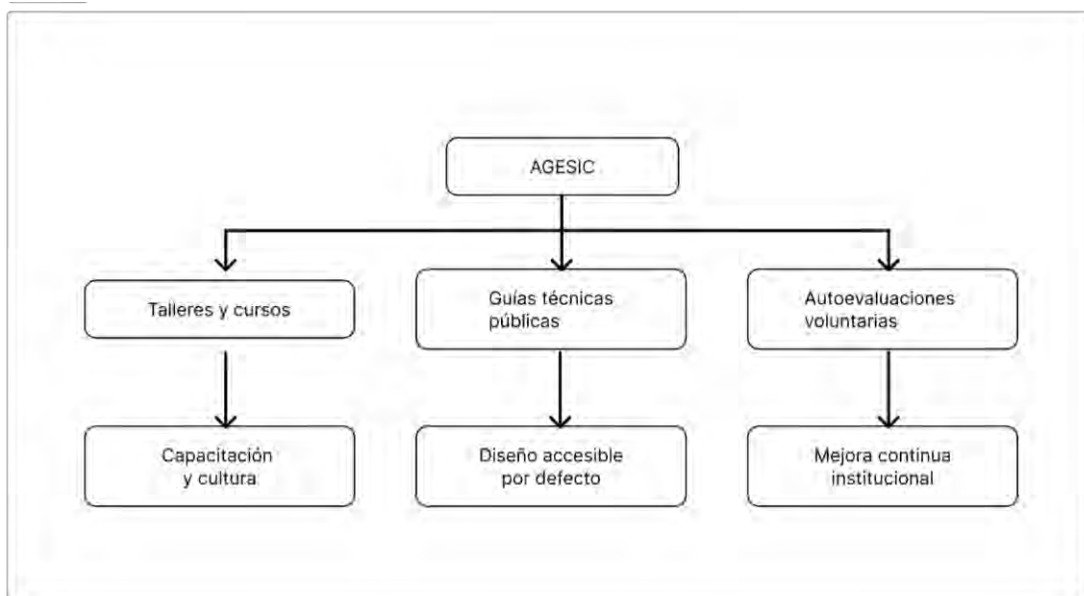 AGESIC
Talleres y cursos
Guías técnicas
públicas
Autoevaluaciones
voluntarias
Capacitación
y cultura
Diseño accesible
por defecto
Mejora continua
institucional